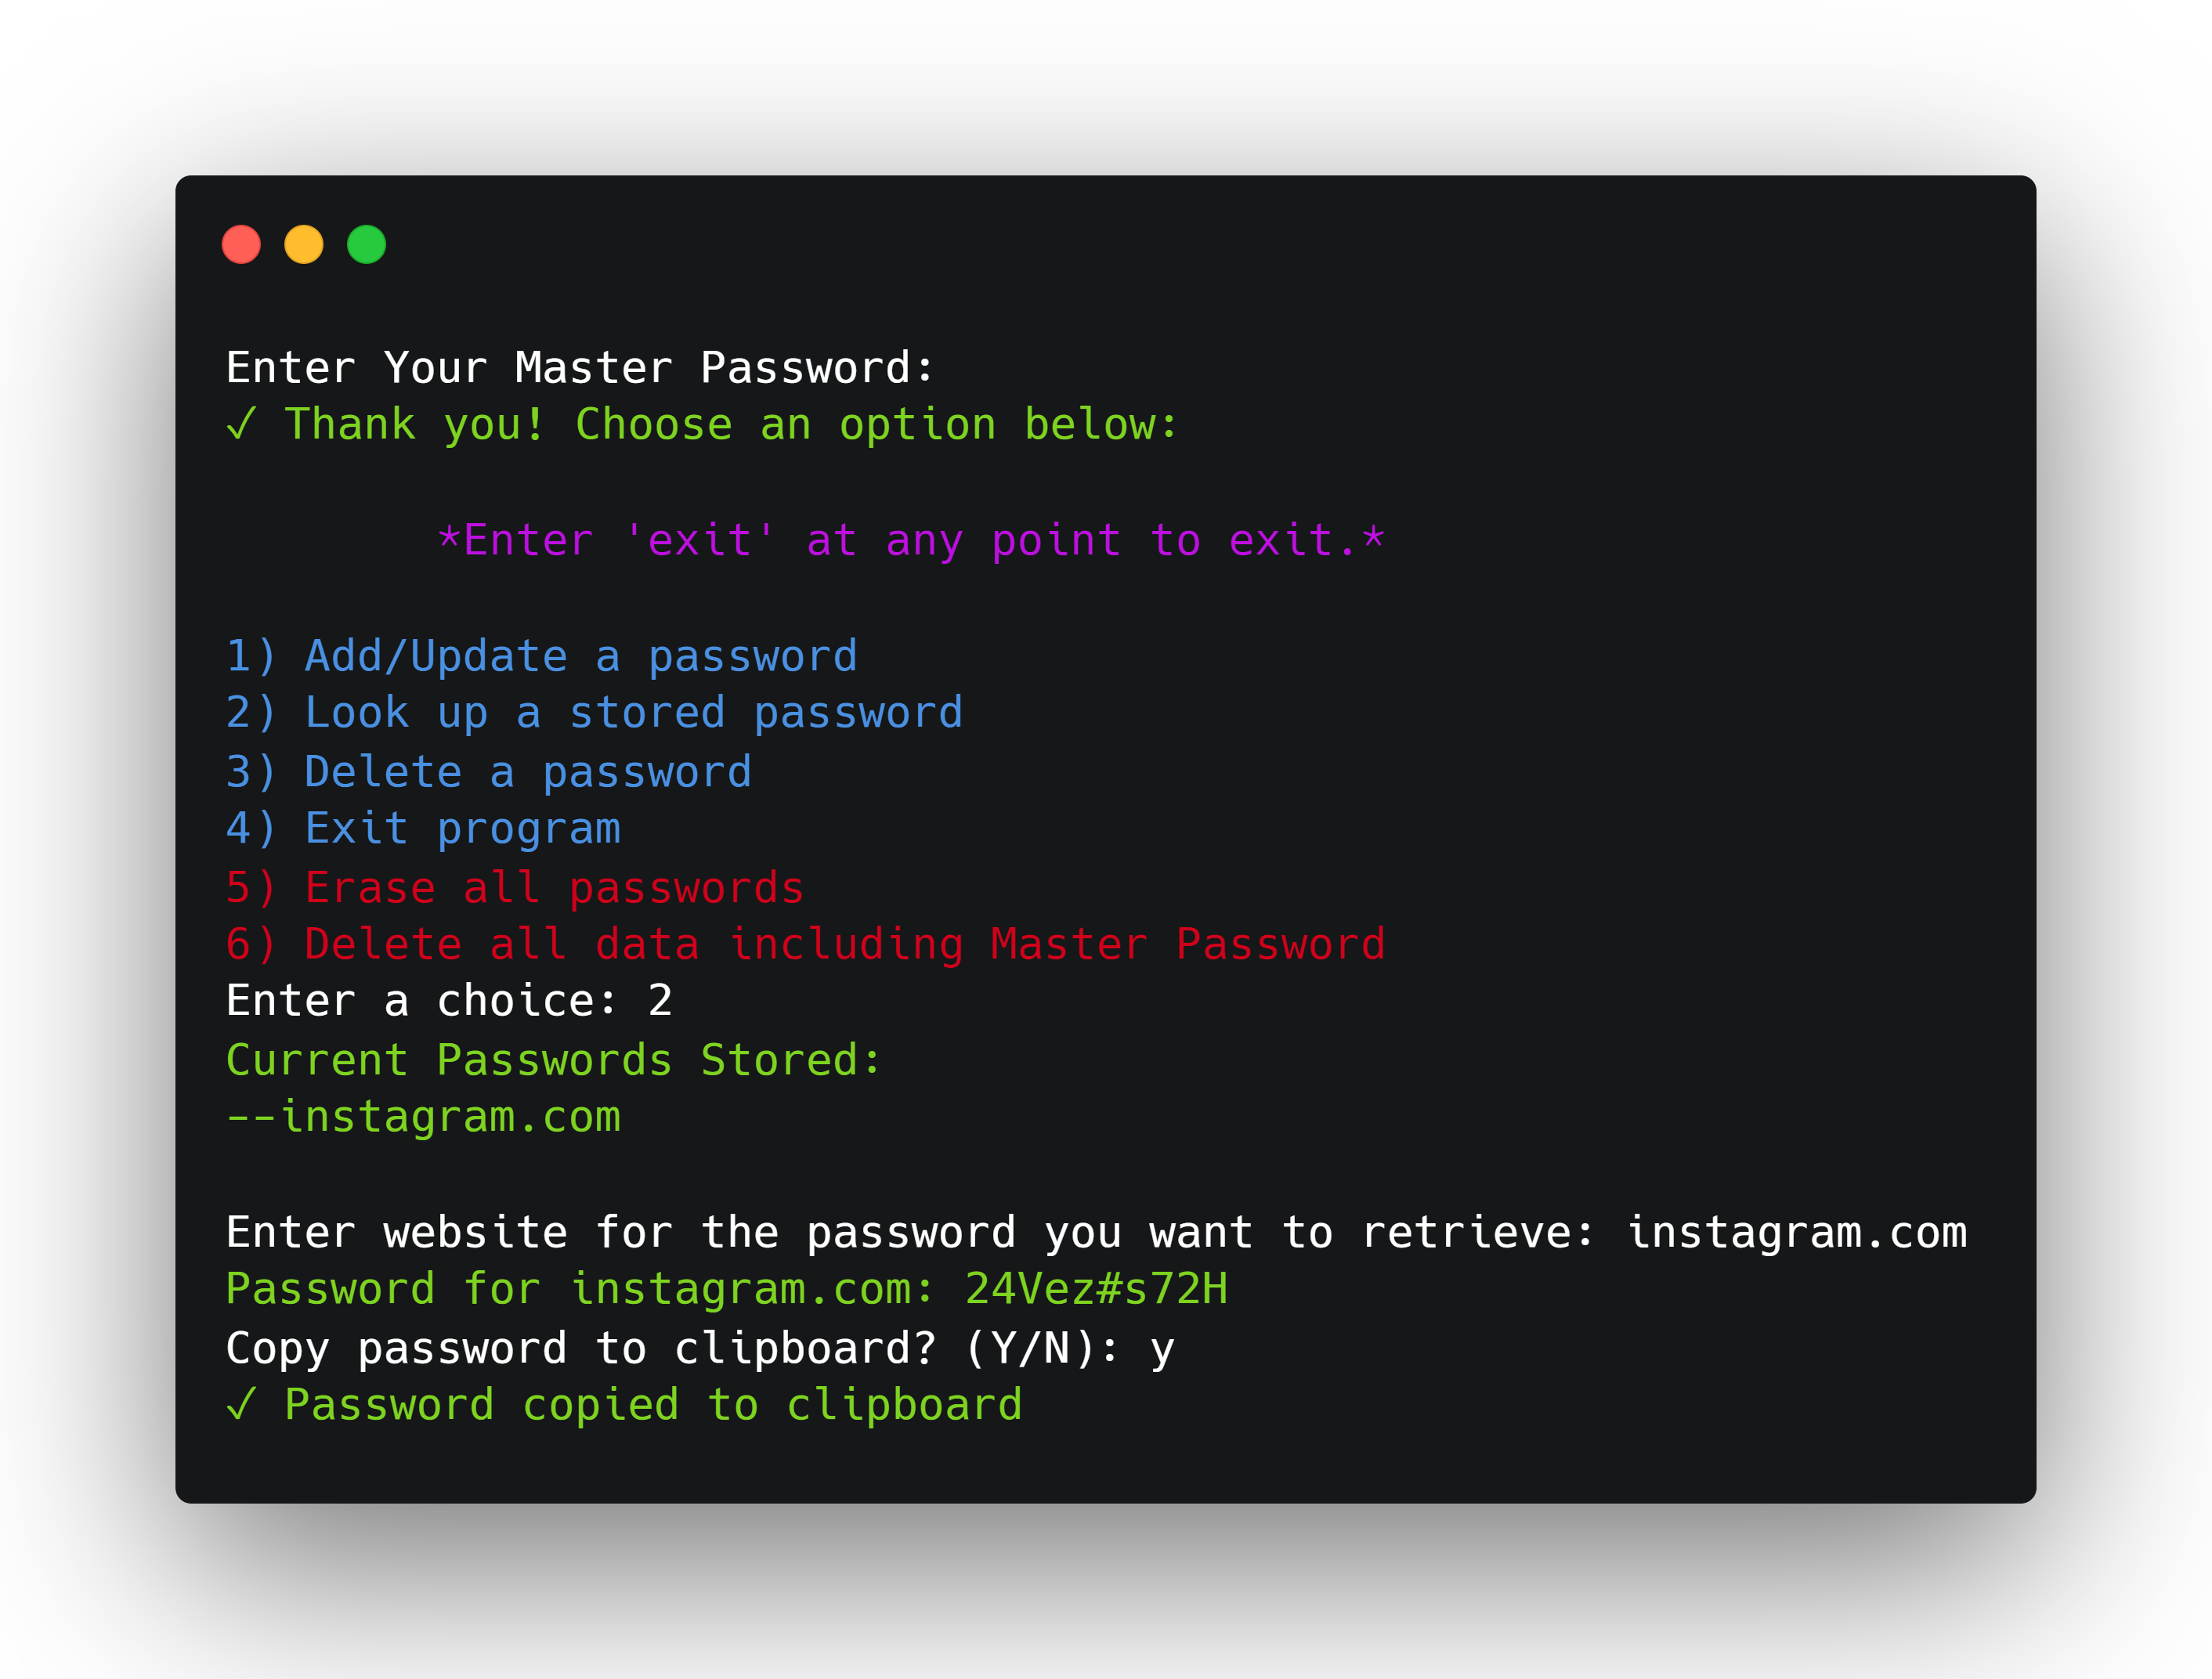 Enter Your Master Password:
✓ Thank you! Choose an option below:
*Enter 'exit' at any point to exit.*
1) Add/Update a password
2) Look up a stored password
3) Delete a password
4) Exit program
5) Erase all passwords
6) Delete all data including Master Password
Enter a choice: 2
Current Passwords Stored:
--instagram.com
Enter website for the password you want to retrieve: instagram.com
Password for instagram.com: 24Vez#s72H
Copy password to clipboard? (Y/N): y
✓ Password copied to clipboard